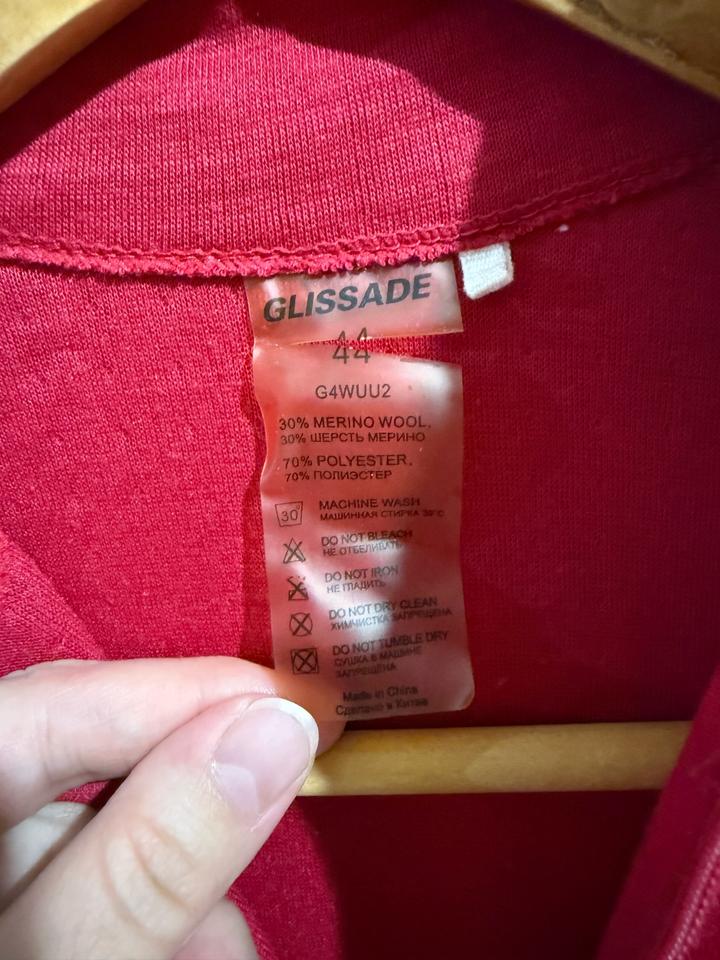 GLISSADE
44
G4WUU2
30% MERINO WOOL,
30% ШЕРСТЬ МЕРИНО
70% POLYESTER,
70% ПОЛИЭСТЕР
30°
MACHINE WASH
МАШИННАЯ СТИРКА 30°C
DO NOT BLEACH
НЕ ОТБЕЛИВАТЬ
DO NOT IRON
НЕ ГЛАДИТЬ
DO NOT DRY CLEAN
ХИМЧИСТКА ЗАПРЕЩЕНА
DO NOT TUMBLE DRY
СУШКА В МАШИНЕ
ЗАПРЕЩЕНА
Made in China
Сделано в Китае